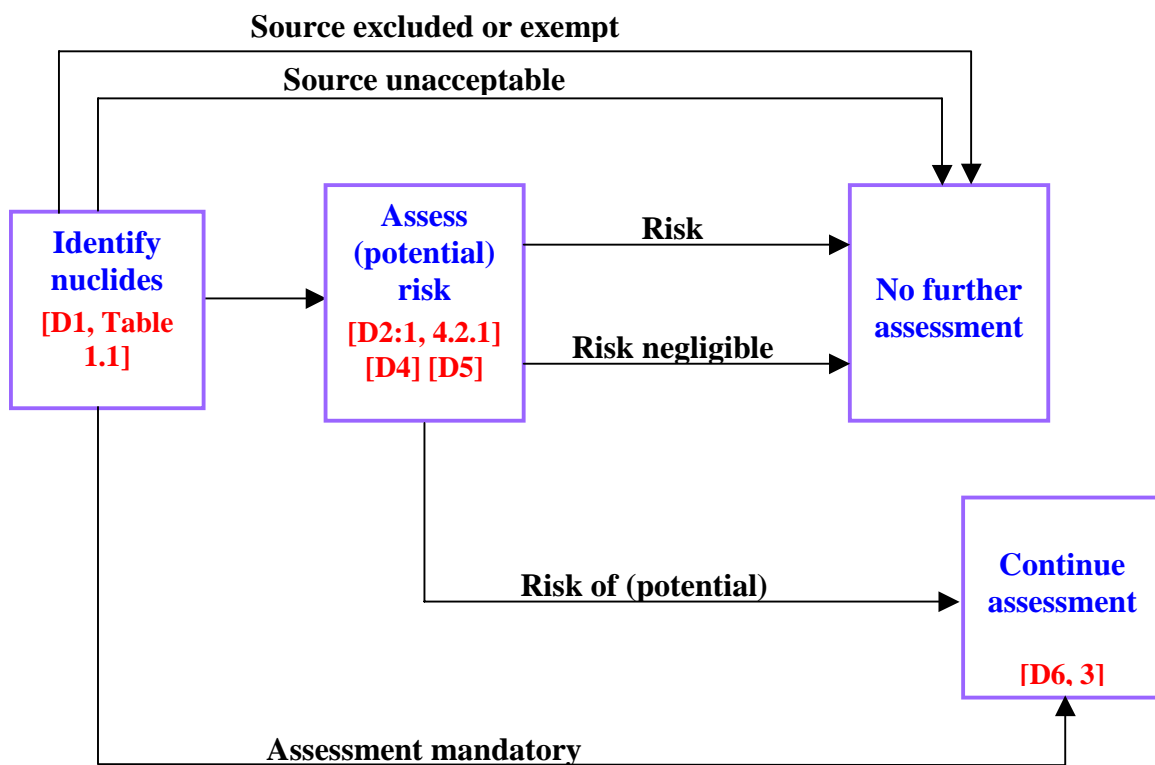 Source excluded or exempt
Source unacceptable
Identify
nuclides
[D1, Table
1.1]
Assess
(potential)
risk
[D2:1, 4.2.1]
[D4] [D5]
Risk
Risk negligible
No further
assessment
Risk of (potential)
Continue
assessment
[D6, 3]
Assessment mandatory